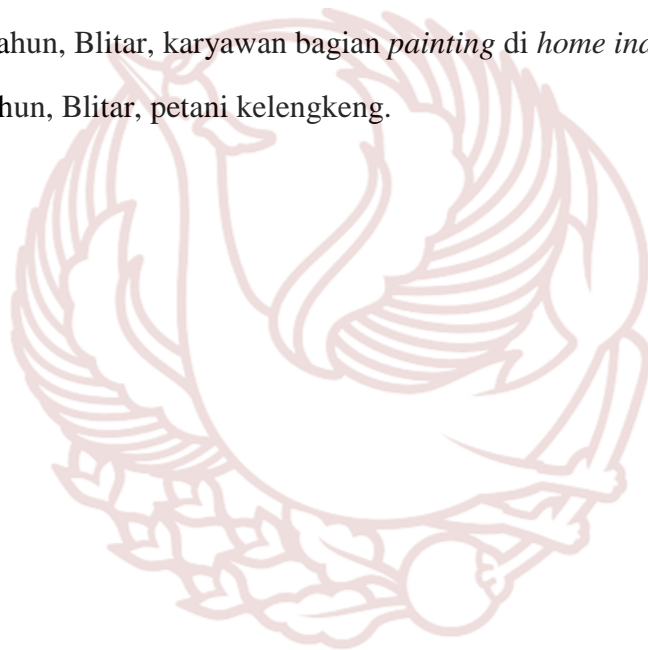 ahun, Blitar, karyawan bagian painting di home ind
hun, Blitar, petani kelengkeng.